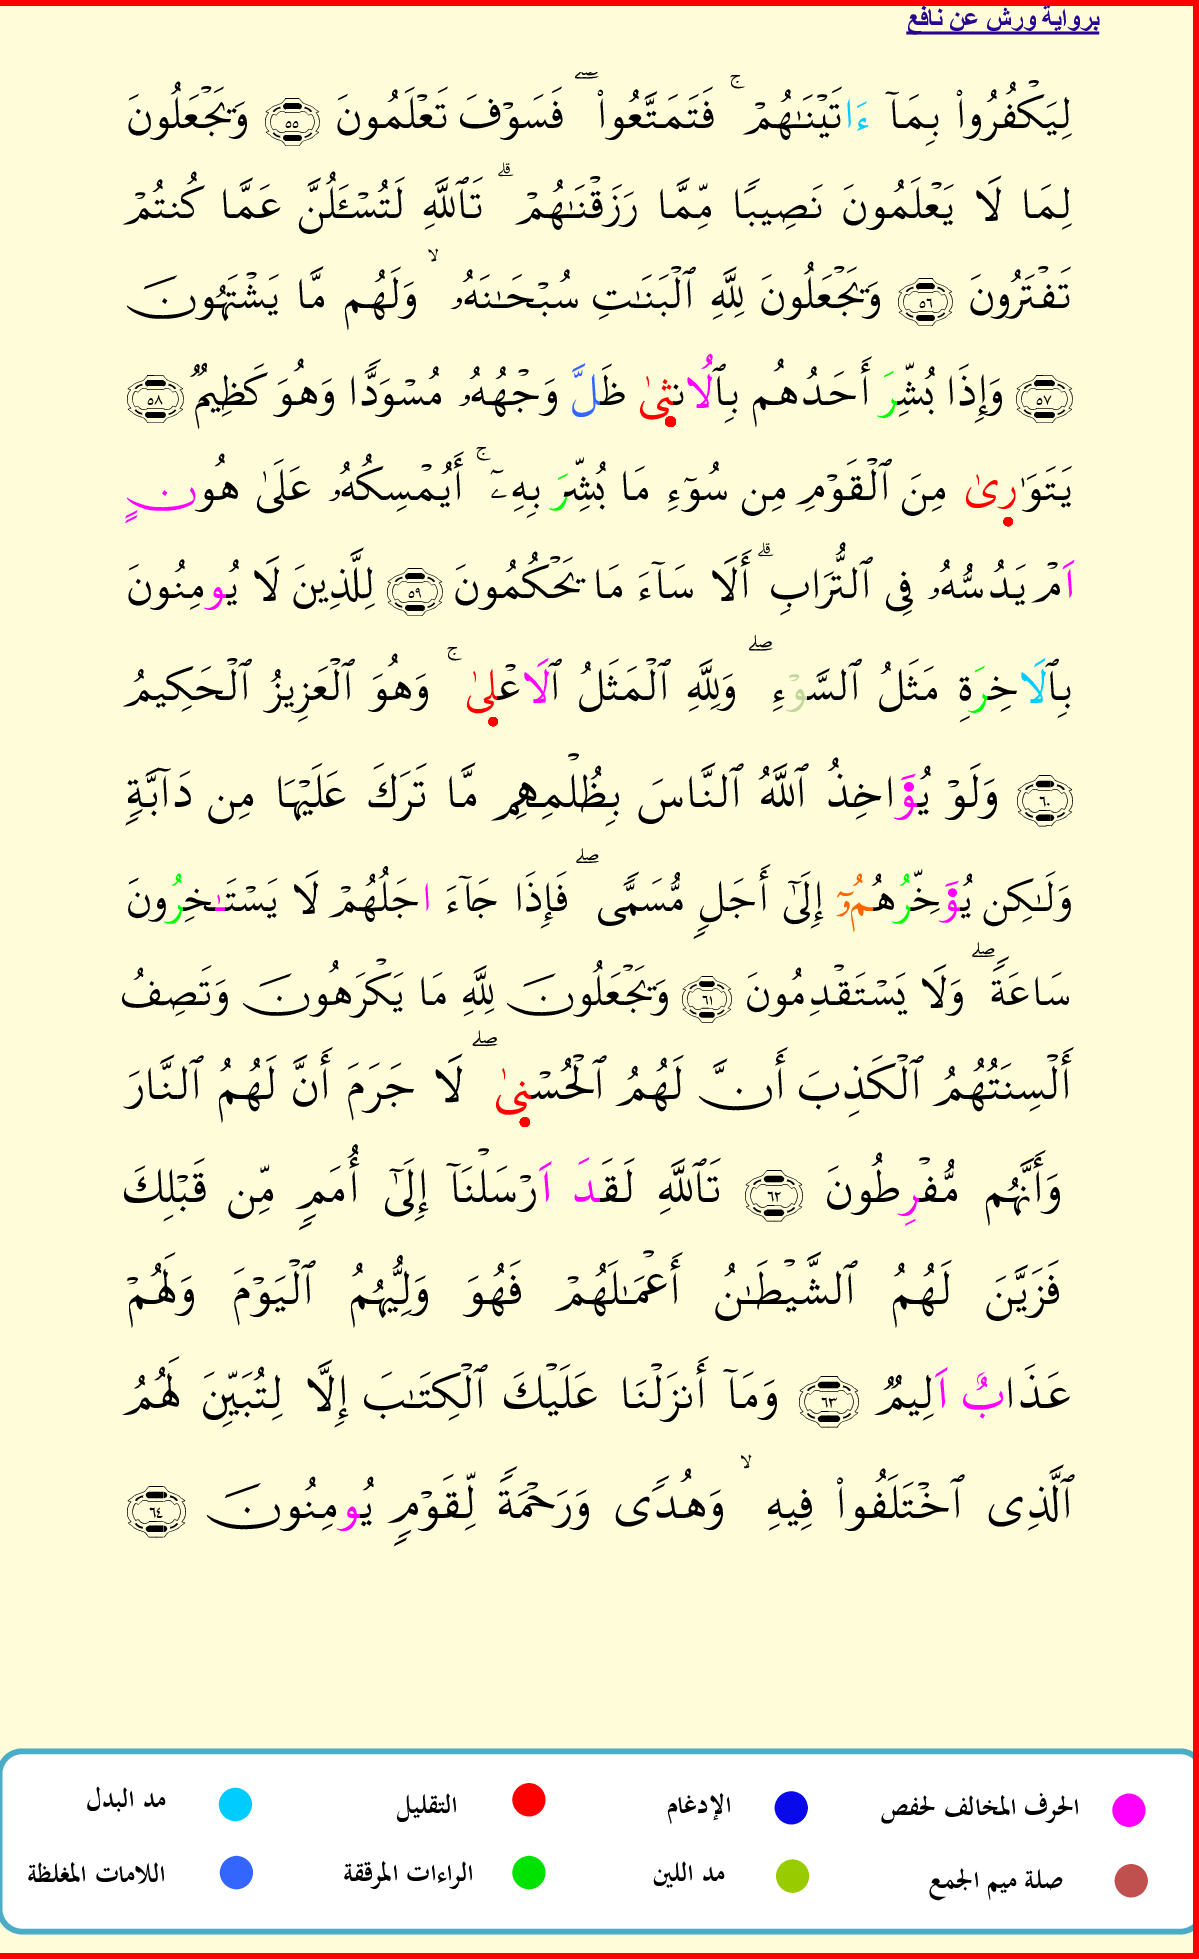 برواية ورش عن نافع
لِيَكْفُرُواْ بِمَآ ءَاتَيْنَٰهُمْ ۚ فَتَمَتَّعُواْ ۖ فَسَوْفَ تَعْلَمُونَ ٥٥ وَيَجْعَلُونَ
لِمَا لَا يَعْلَمُونَ نَصِيبًا مِّمَّا رَزَقْنَٰهُمْ ۗ تَٱللَّهِ لَتُسْـَٔلُنَّ عَمَّا كُنتُمْ
تَفْتَرُونَ ٥٦ وَيَجْعَلُونَ لِلَّهِ ٱلْبَنَٰتِ سُبْحَٰنَهُۥ ۙ وَلَهُم مَّا يَشْتَهُونَ
٥٧ وَإِذَا بُشِّرَ أَحَدُهُم بِٱلُانثىٰ ظَلَّ وَجْهُهُۥ مُسْوَدًّا وَهُوَ كَظِيمٌ ٥٨
يَتَوَٰرىٰ مِنَ ٱلْقَوْمِ مِن سُوٓءِ مَا بُشِّرَ بِهِۦٓ ۚ أَيُمْسِكُهُۥ عَلَىٰ هُونٍ
اَمْ يَدُسُّهُۥ فِى ٱلتُّرَابِ ۗ أَلَا سَآءَ مَا يَحْكُمُونَ ٥٩ لِلَّذِينَ لَا يُومِنُونَ
بِٱلَاخِرَةِ مَثَلُ ٱلسَّوْءِ ۖ وَلِلَّهِ ٱلْمَثَلُ ٱلَاعْلىٰ ۚ وَهُوَ ٱلْعَزِيزُ ٱلْحَكِيمُ
٦٠ وَلَوْ يُوَ۬اخِذُ ٱللَّهُ ٱلنَّاسَ بِظُلْمِهِم مَّا تَرَكَ عَلَيْهَا مِن دَآبَّةٍ
وَلَٰكِن يُوَ۬خِّرُهُمُۥٓ إِلَىٰٓ أَجَلٍ مُّسَمًّى ۖ فَإِذَا جَآءَ اجَلُهُمْ لَا يَسْتَـٰخِرُونَ
سَاعَةً ۖ وَلَا يَسْتَقْدِمُونَ ٦١ وَيَجْعَلُونَ لِلَّهِ مَا يَكْرَهُونَ وَتَصِفُ
أَلْسِنَتُهُمُ ٱلْكَذِبَ أَنَّ لَهُمُ ٱلْحُسْنىٰ ۖ لَا جَرَمَ أَنَّ لَهُمُ ٱلنَّارَ
وَأَنَّهُم مُّفْرِطُونَ ٦٢ تَٱللَّهِ لَقَدَ اَرْسَلْنَآ إِلَىٰٓ أُمَمٍ مِّن قَبْلِكَ
فَزَيَّنَ لَهُمُ ٱلشَّيْطَٰنُ أَعْمَٰلَهُمْ فَهُوَ وَلِيُّهُمُ ٱلْيَوْمَ وَلَهُمْ
عَذَابٌ اَلِيمٌ ٦٣ وَمَآ أَنزَلْنَا عَلَيْكَ ٱلْكِتَٰبَ إِلَّا لِتُبَيِّنَ لَهُمُ
ٱلَّذِى ٱخْتَلَفُواْ فِيهِ ۙ وَهُدًى وَرَحْمَةً لِّقَوْمٍ يُومِنُونَ ٦٤
الحرف المخالف لحفص الإدغام التقليل مد البدل
صلة ميم الجمع مد اللين الراءات المرققة اللامات المغلظة